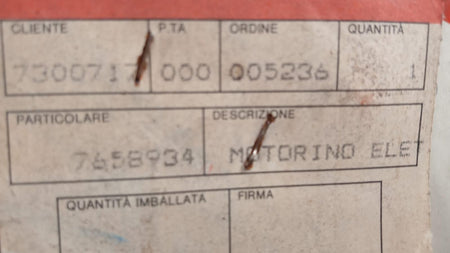 CLIENTE P.TA ORDINE QUANTITÀ
7300717 000 005236 1
PARTICOLARE DESCRIZIONE
7658934 MOTORINO ELET
QUANTITÀ IMBALLATA FIRMA